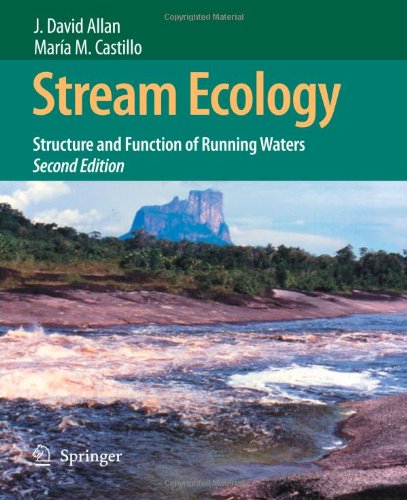 J. David Allan
María M. Castillo
Stream Ecology
Structure and Function of Running Waters
Second Edition
Springer